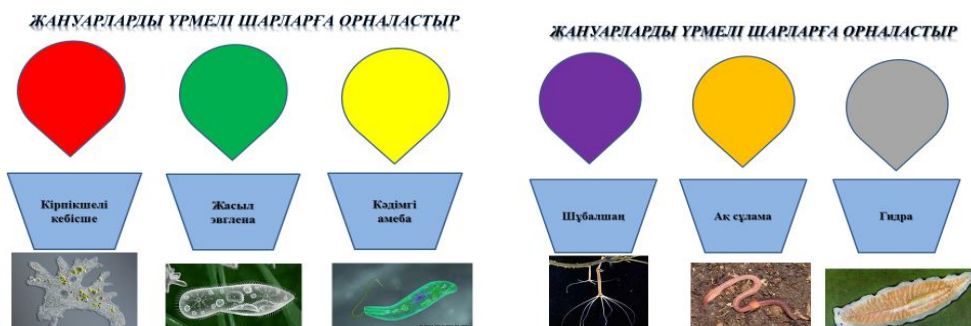 ЖАНУАРЛАРДЫ ҮРМЕЛІ ШАРЛАРҒА ОРНАЛАСТЫР
Кірпікшелі
кебісше
Жасыл
эвглена
Кәдімгі
амеба
ЖАНУАРЛАРДЫ ҮРМЕЛІ ШАРЛАРҒА ОРНАЛАСТЫР
Шұбалшаң
Ақ сұлама
Гидра